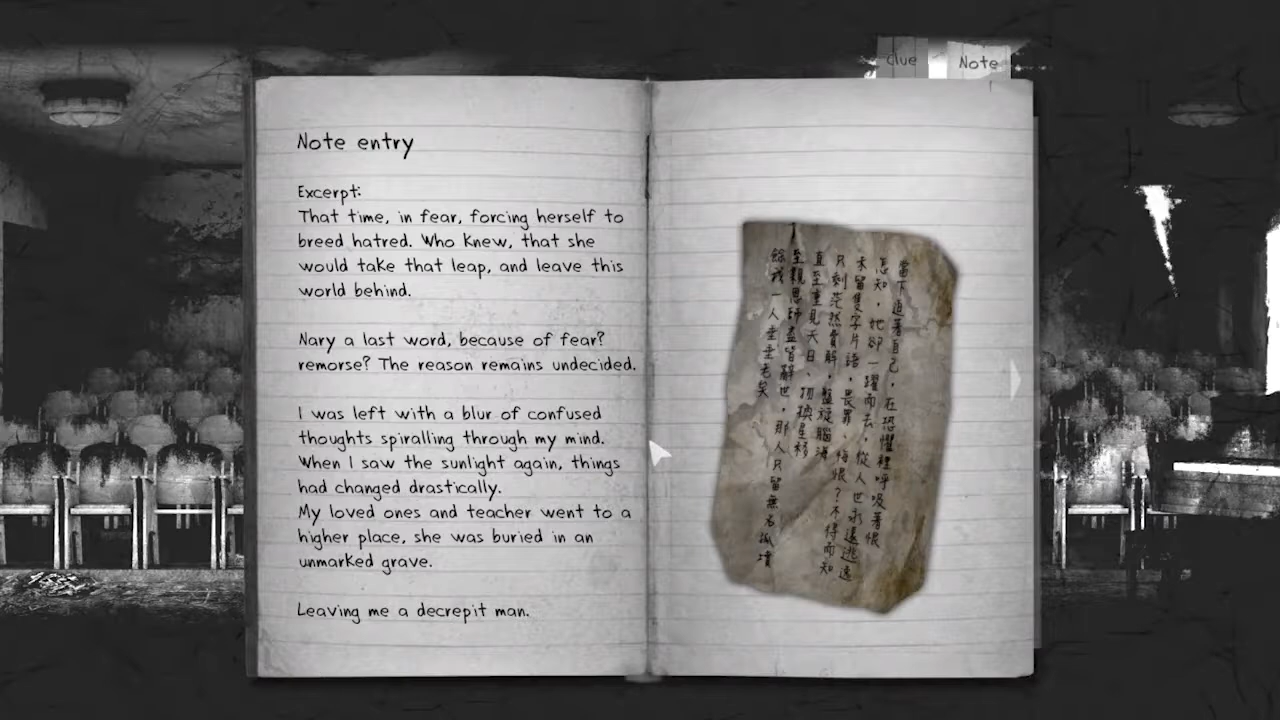 clue
Note
Note entry
Excerpt:
That time, in fear, forcing herself to
breed hatred. Who knew, that she
would take that leap, and leave this
world behind.
Nary a last word, because of fear?
remorse? The reason remains undecided.
I was left with a blur of confused
thoughts spiralling through my mind.
When I saw the sunlight again, things
had changed drastically.
My loved ones and teacher went to a
higher place, she was buried in an
unmarked grave.
Leaving me a decrepit man.
當下迫著自己，在恐懼裡呼吸著恨
怎知，她卻一躍而去，從人世永遠
未留隻字片語，畏罪、悔恨？不得而知
只剩茫然費解，盤旋腦海
直至重見天日、物換星移
至親恩師盡皆辭世，那人只留無名孤墳
餘我一人垂垂老矣